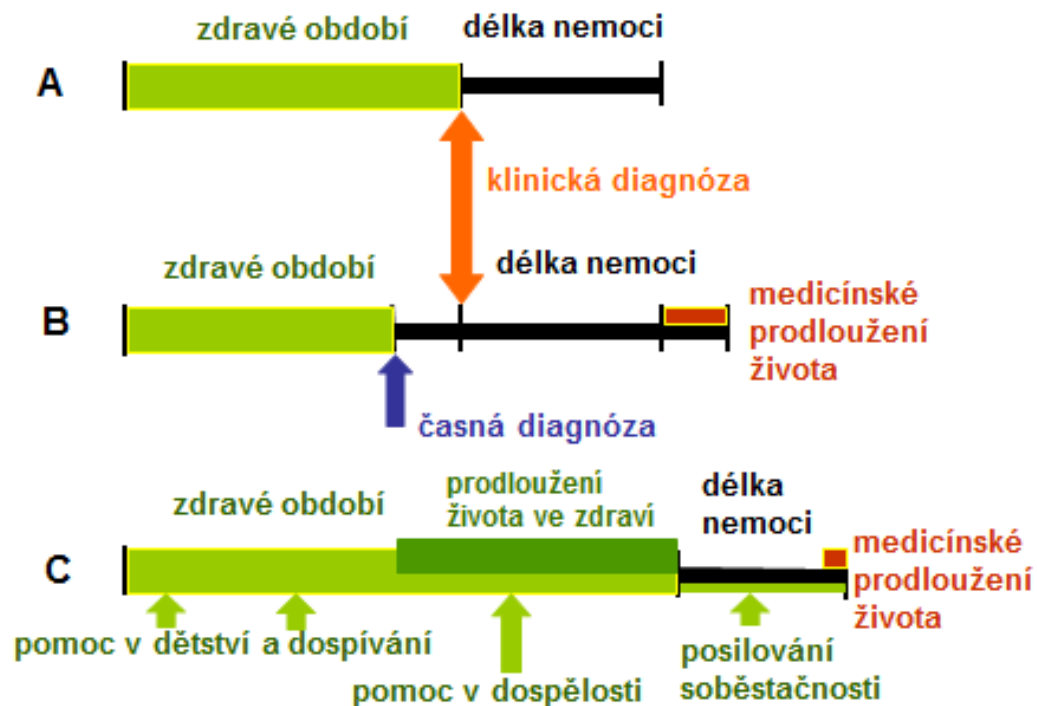 zdravé období
délka nemoci
A
klinická diagnóza
zdravé období
délka nemoci
B
medicínské
prodloužení
života
časná diagnóza
zdravé období
prodloužení
života ve zdraví
délka
nemoci
C
medicínské
prodloužení
života
pomoc v dětství a dospívání
pomoc v dospělosti
posilování
soběstačnosti